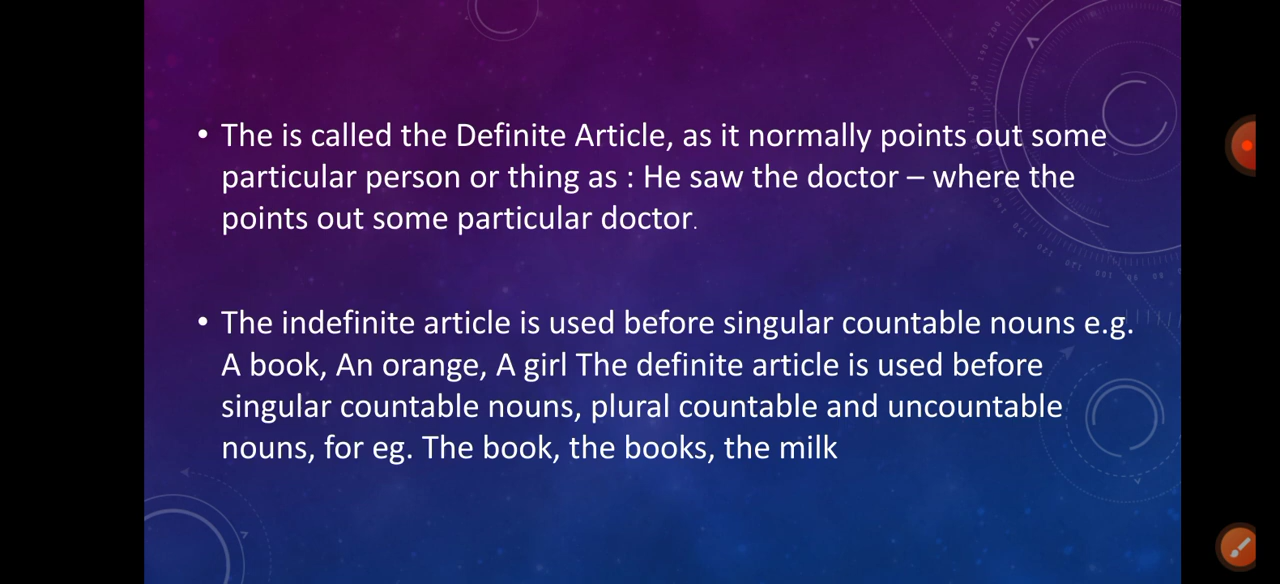 • The is called the Definite Article, as it normally points out some
particular person or thing as : He saw the doctor – where the
points out some particular doctor.
• The indefinite article is used before singular countable nouns e.g.
A book, An orange, A girl The definite article is used before
singular countable nouns, plural countable and uncountable
nouns, for eg. The book, the books, the milk